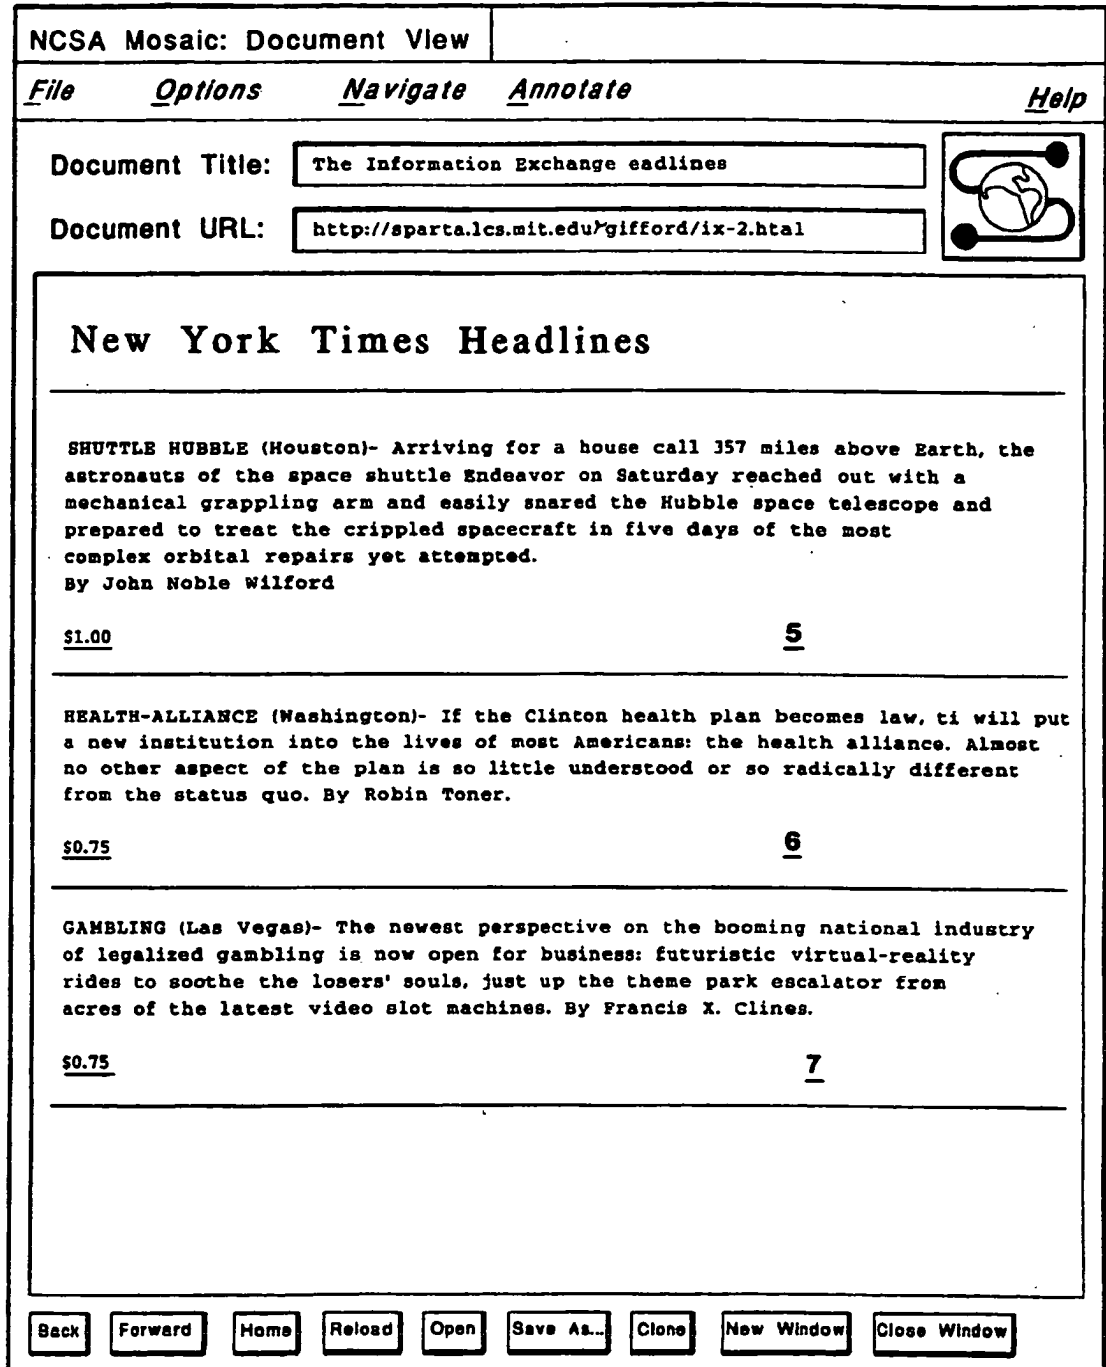 NCSA Mosaic: Document View
File Options Navigate Annotate Help
Document Title: The Information Exchange eadlines
Document URL: http://sparta.lcs.mit.edu/~gifford/ix-2.htal
New York Times Headlines
SHUTTLE HUBBLE (Houston)- Arriving for a house call 357 miles above Earth, the
astronauts of the space shuttle Endeavor on Saturday reached out with a
mechanical grappling arm and easily snared the Hubble space telescope and
prepared to treat the crippled spacecraft in five days of the most
complex orbital repairs yet attempted.
By John Noble Wilford
$1.00 5
HEALTH-ALLIANCE (Washington)- If the Clinton health plan becomes law, ti will put
a new institution into the lives of most Americans: the health alliance. Almost
no other aspect of the plan is so little understood or so radically different
from the status quo. By Robin Toner.
$0.75 6
GAMBLING (Las Vegas)- The newest perspective on the booming national industry
of legalized gambling is now open for business: futuristic virtual-reality
rides to soothe the losers' souls, just up the theme park escalator from
acres of the latest video slot machines. By Francis X. Clines.
$0.75 7
Back Forward Home Reload Open Save As... Clone New Window Close Window